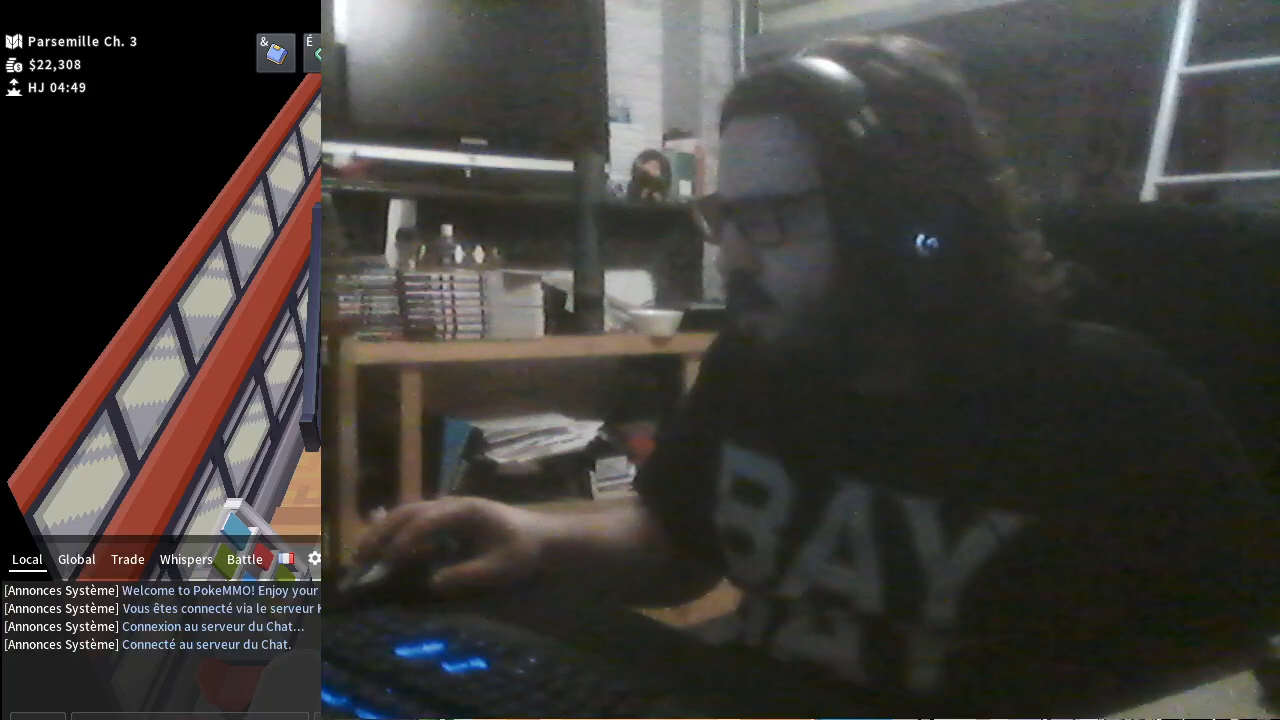 Parsemille Ch. 3
$22,308
HJ 04:49
&
É
Local Global Trade Whispers Battle
[Annonces Système] Welcome to PokeMMO! Enjoy your
[Annonces Système] Vous êtes connecté via le serveur
[Annonces Système] Connexion au serveur du Chat...
[Annonces Système] Connecté au serveur du Chat.
BAY